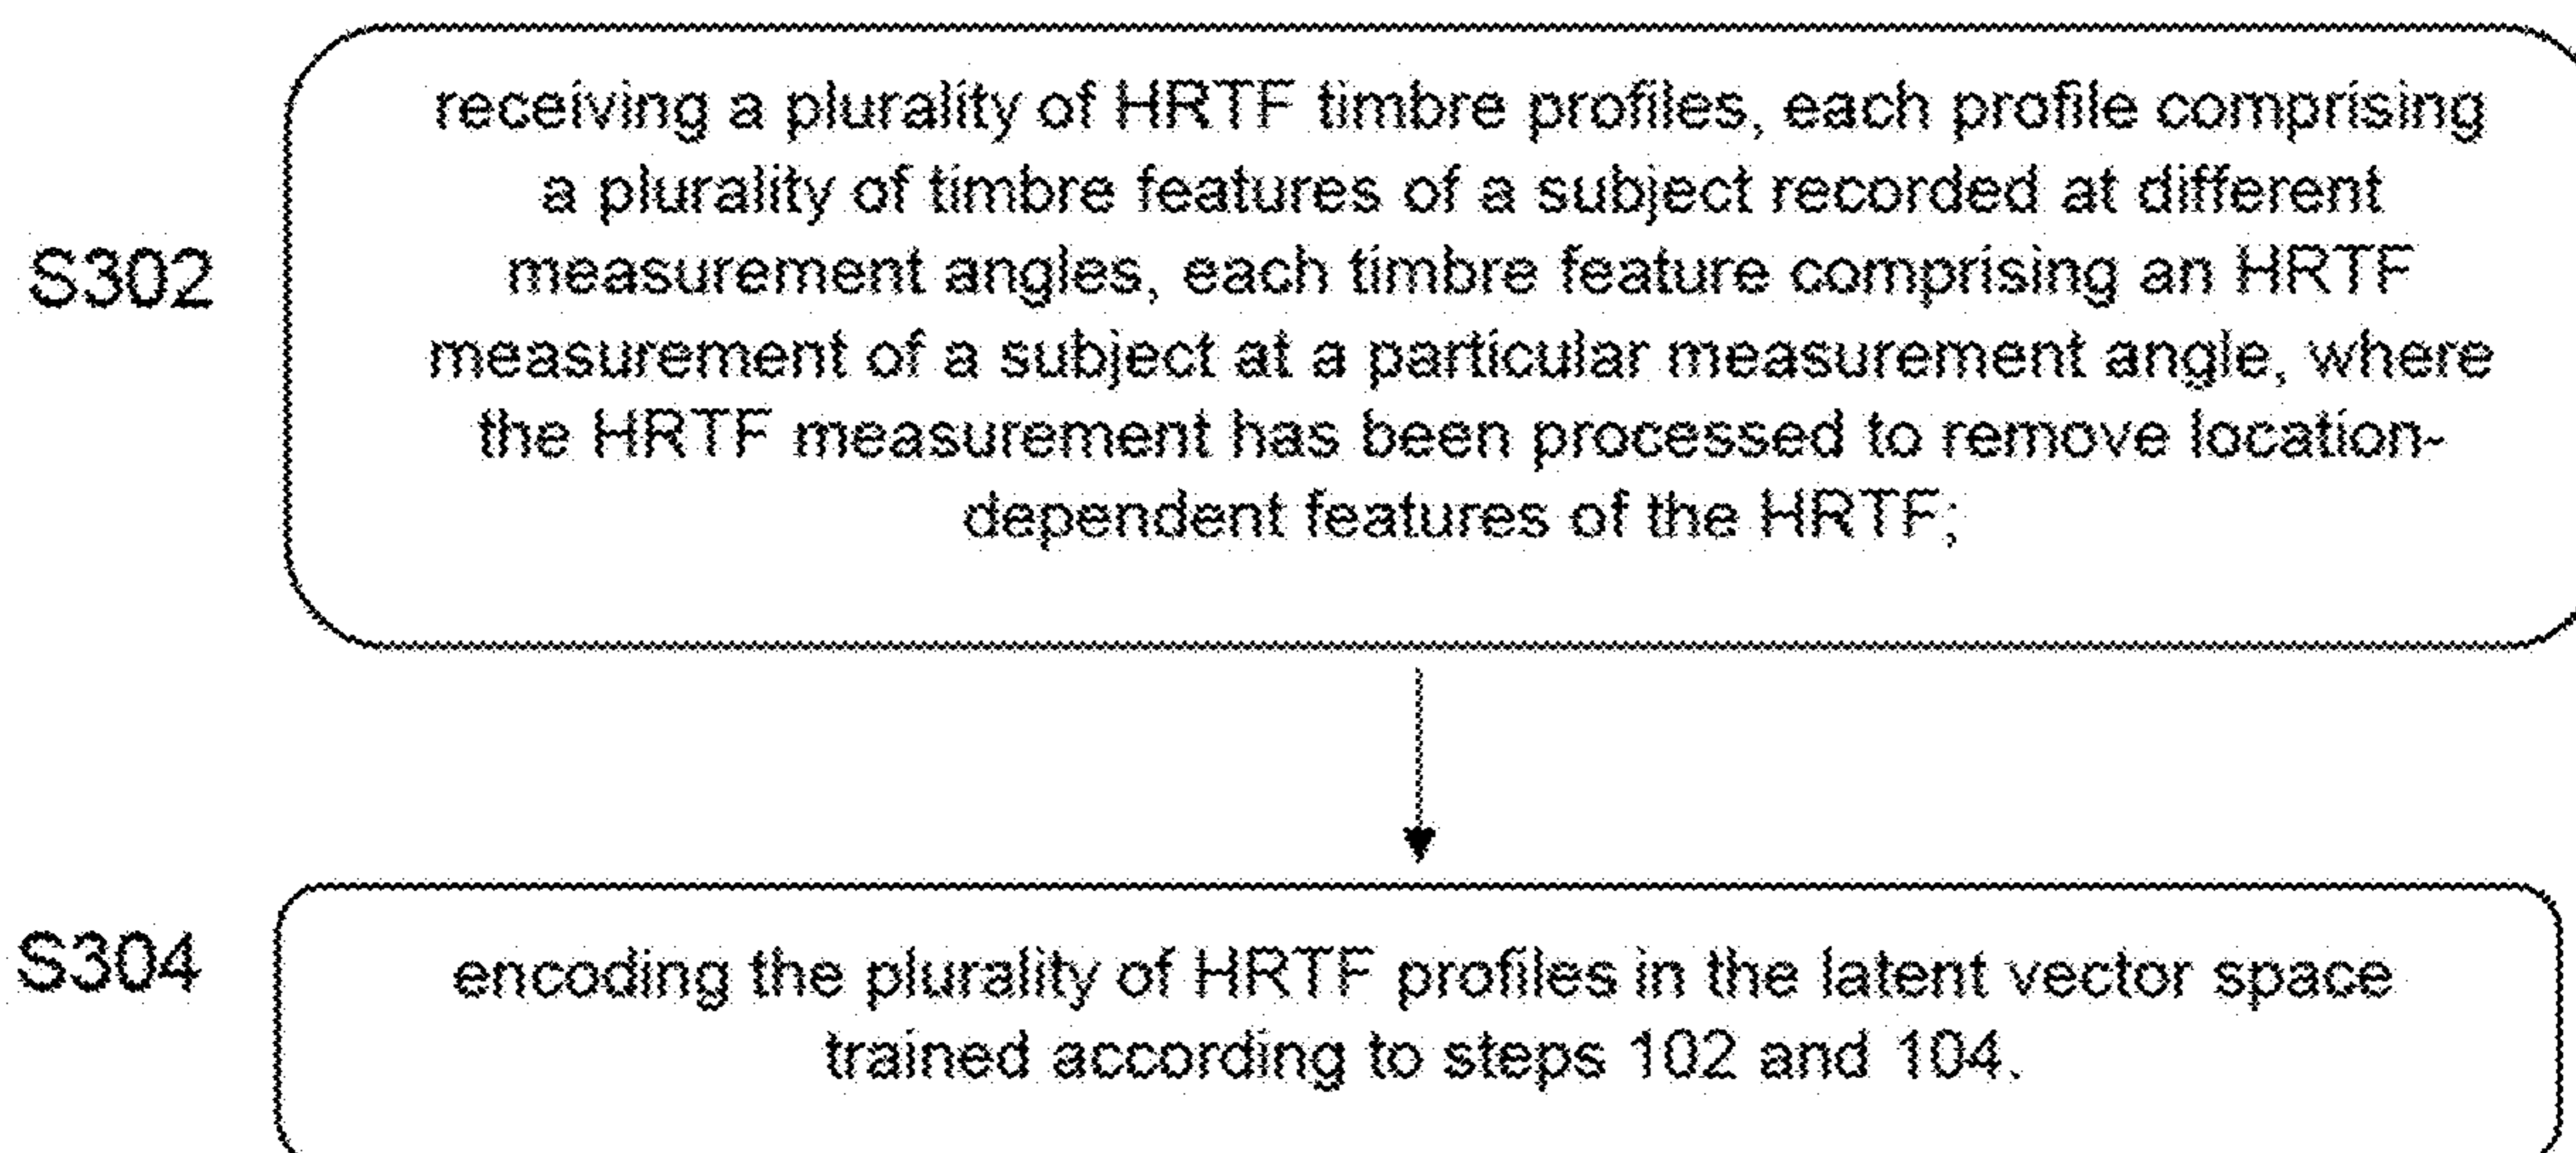 receiving a plurality of HRTF timbre profiles, each profile comprising
a plurality of timbre features of a subject recorded at different
measurement angles, each timbre feature comprising an HRTF
S302
measurement of a subject at a particular measurement angle, where
the HRTF measurement has been processed to remove location-
dependent features of the HRTF;
S304
encoding the plurality of HRTF profiles in the latent vector space
trained according to steps 102 and 104.